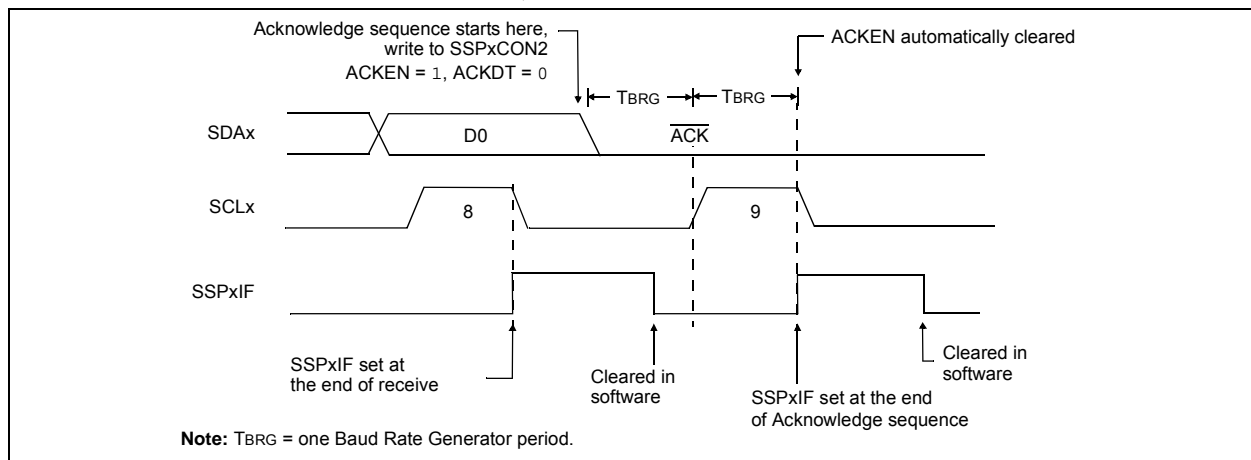 Acknowledge sequence starts here,
write to SSPxCON2
ACKEN = 1, ACKDT = 0
ACKEN automatically cleared
TBRG
TBRG
SDAx
D0
ACK
SCLx
8
9
SSPxIF
SSPxIF set at
the end of receive
Cleared in
software
SSPxIF set at the end
of Acknowledge sequence
Cleared in
software
Note: TBRG = one Baud Rate Generator period.